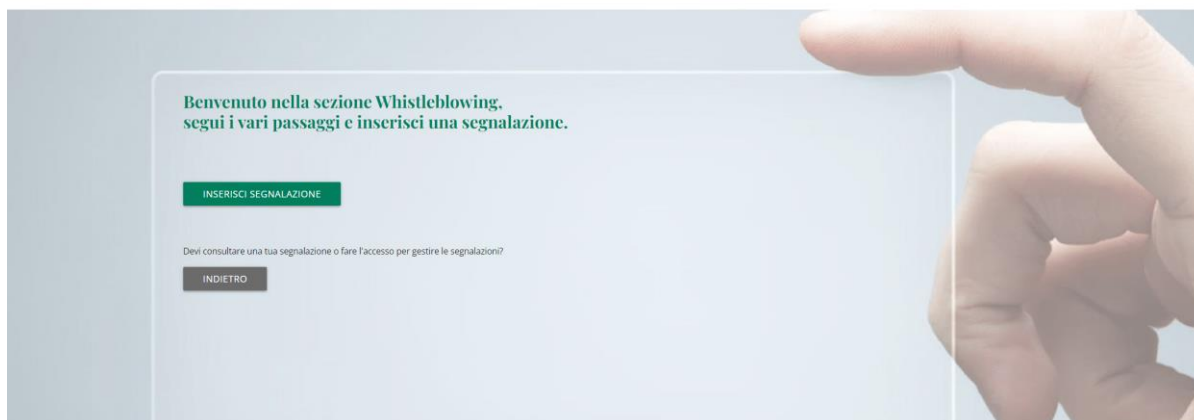 Benvenuto nella sezione Whistleblowing,
segui i vari passaggi e inserisci una segnalazione.
INSERISCI SEGNALAZIONE
Devi consultare una tua segnalazione o fare l'accesso per gestire le segnalazioni?
INDIETRO